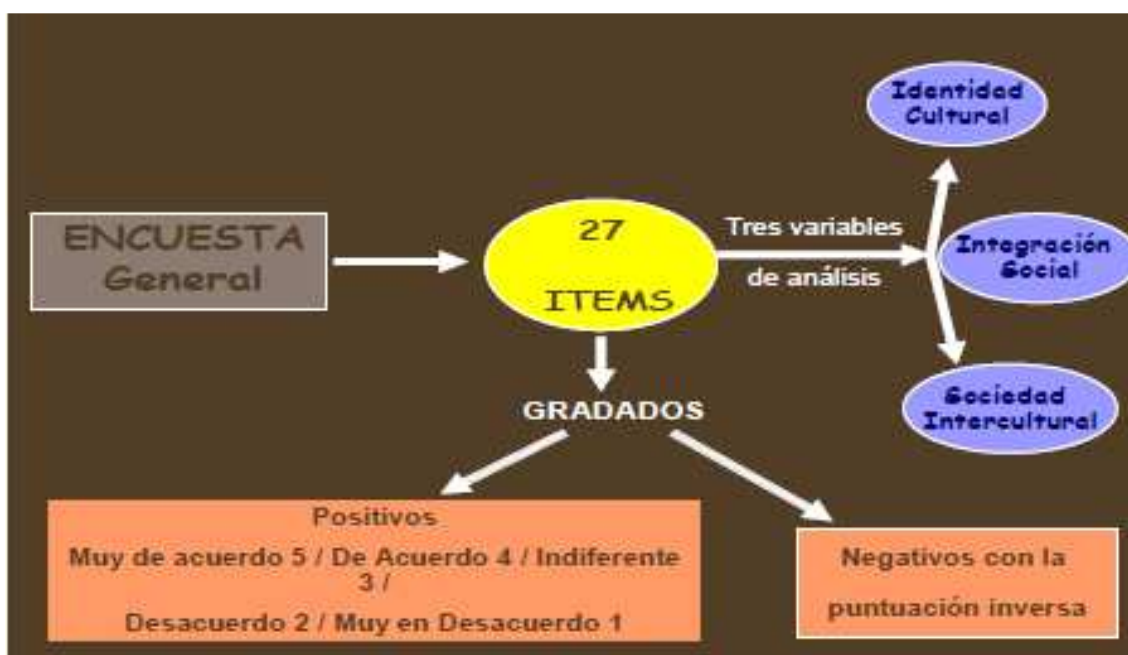 Identidad
Cultural
ENCUESTA
General
27
ITEMS
Tres variables
de análisis
Integración
Social
Sociedad
Intercultural
GRADADOS
Positivos
Muy de acuerdo 5 / De Acuerdo 4 / Indiferente
3 /
Desacuerdo 2 / Muy en Desacuerdo 1
Negativos con la
puntuación inversa